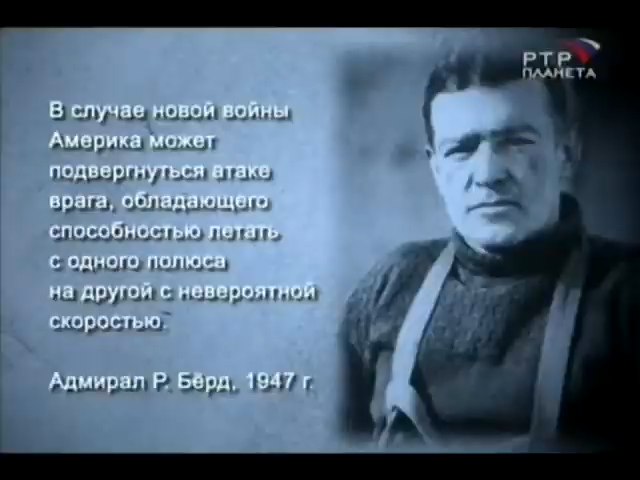 РТР
ПЛАНЕТА
В случае новой войны
Америка может
подвергнуться атаке
врага, обладающего
способностью летать
с одного полюса
на другой с невероятной
скоростью.
Адмирал Р. Бёрд, 1947 г.